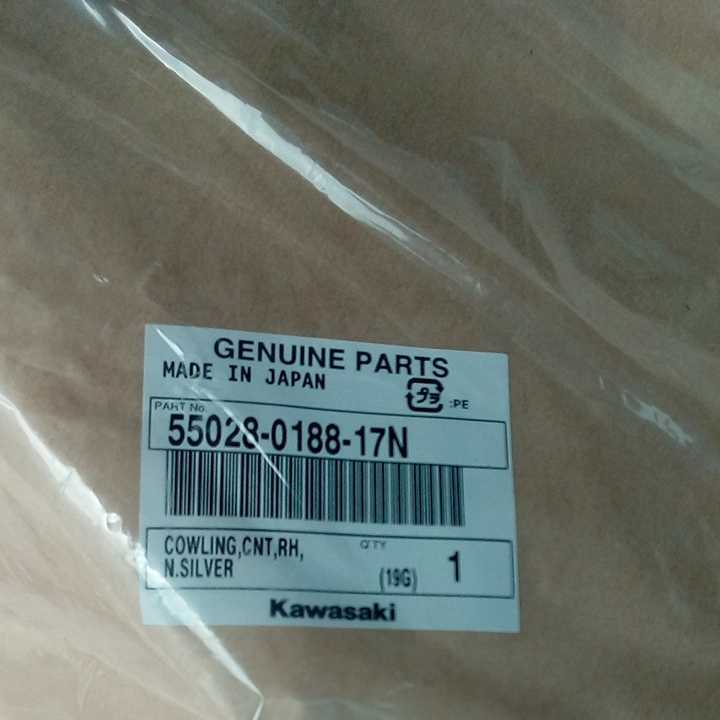 GENUINE PARTS
MADE IN JAPAN
プラ :PE
PART No.
55028-0188-17N
COWLING,CNT,RH,
N.SILVER
Q'TY
(19G) 1
Kawasaki